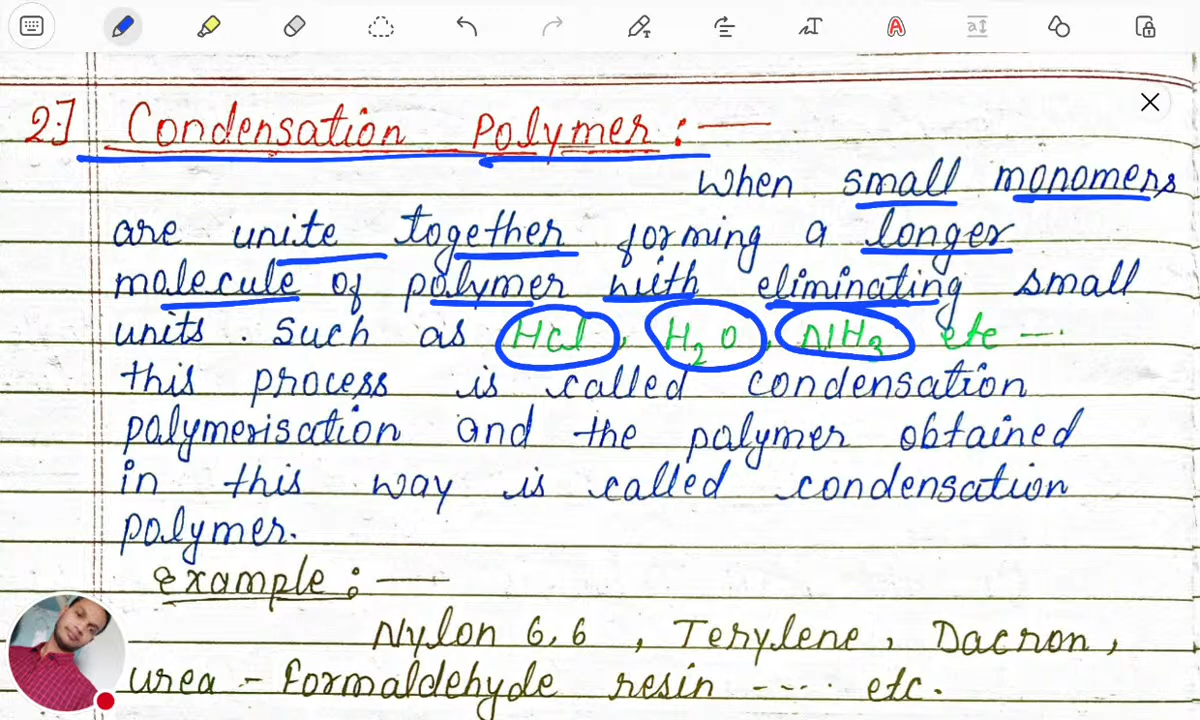 2.] Condensation Polymer :—
When small monomers
are unite together forming a longer
molecule of polymer with eliminating small
units. Such as HCl, H2O, NH3 etc —.
this process is called condensation
polymerisation and the polymer obtained
in this way is called condensation
polymer.
Example :—
Nylon 6,6 , Terylene, Dacron,
urea - formaldehyde resin ---- etc.